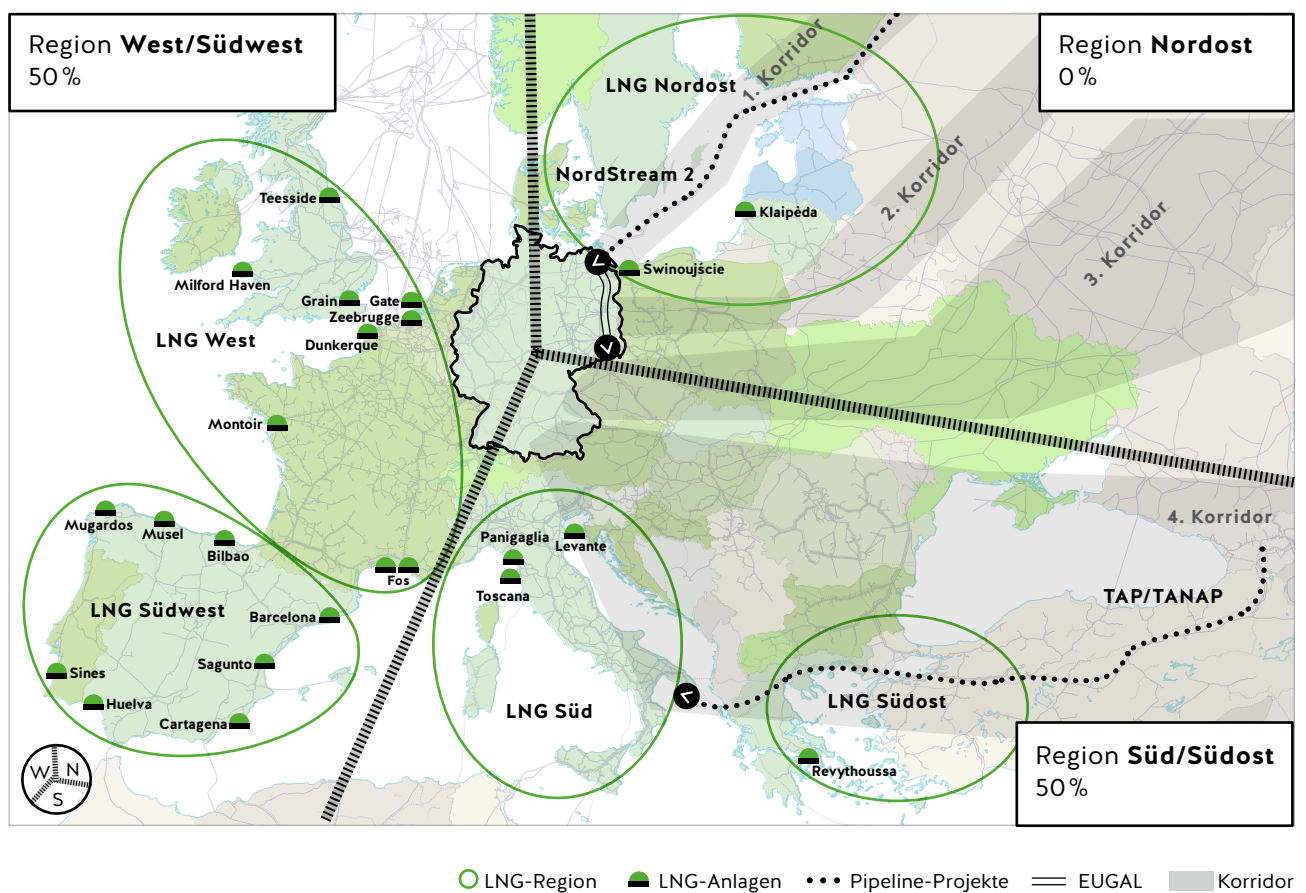 Region West/Südwest
50 %
Region Nordost
0 %
LNG Nordost
1. Korridor
NordStream 2
2. Korridor
3. Korridor
Teesside
Klaipėda
Milford Haven
Świnoujście
Grain
Gate
Zeebrugge
Dunkerque
LNG West
Montoir
Mugardos
Musel
Bilbao
Panigaglia
Levante
4. Korridor
Fos
Toscana
LNG Südwest
Barcelona
TAP/TANAP
Sagunto
Sines
Huelva
Cartagena
LNG Süd
LNG Südost
Revythoussa
Region Süd/Südost
50 %
W N
S
LNG-Region LNG-Anlagen Pipeline-Projekte EUGAL Korridor